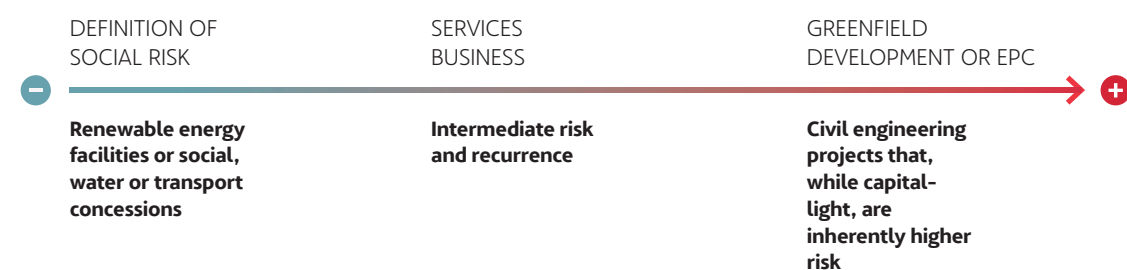 DEFINITION OF
SOCIAL RISK
SERVICES
BUSINESS
GREENFIELD
DEVELOPMENT OR EPC
Renewable energy
facilities or social,
water or transport
concessions
Intermediate risk
and recurrence
Civil engineering
projects that,
while capital-
light, are
inherently higher
risk